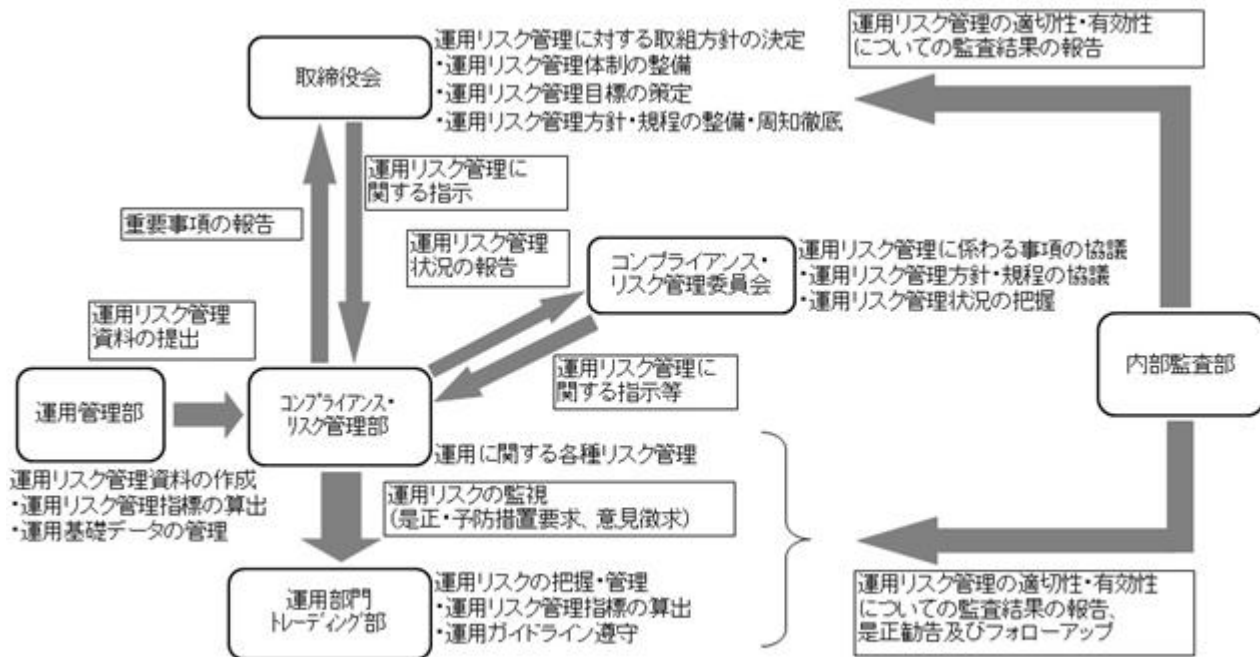 取締役会
運用リスク管理に対する取組方針の決定
・運用リスク管理体制の整備
・運用リスク管理目標の策定
・運用リスク管理方針・規程の整備・周知徹底
運用リスク管理の適切性・有効性
についての監査結果の報告
運用リスク管理に
関する指示
重要事項の報告
運用リスク管理
状況の報告
コンプライアンス・
リスク管理委員会
運用リスク管理に係わる事項の協議
・運用リスク管理方針・規程の協議
・運用リスク管理状況の把握
運用リスク管理
資料の提出
運用リスク管理に
関する指示等
内部監査部
運用管理部
コンプライアンス・
リスク管理部
運用に関する各種リスク管理
運用リスク管理資料の作成
・運用リスク管理指標の算出
・運用基礎データの管理
運用リスクの監視
（是正・予防措置要求、意見徴求）
運用部門
トレーディング部
運用リスクの把握・管理
・運用リスク管理指標の算出
・運用ガイドライン遵守
運用リスク管理の適切性・有効性
についての監査結果の報告、
是正勧告及びフォローアップ